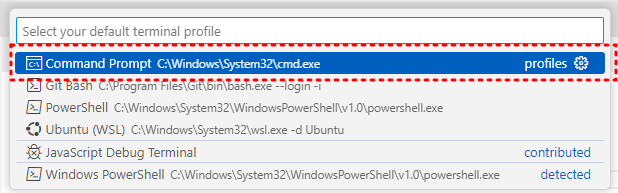 Select your default terminal profile
Command Prompt C:\Windows\System32\cmd.exe profiles
Git Bash C:\Program Files\Git\bin\bash.exe --login -i
PowerShell C:\Windows\System32\WindowsPowerShell\v1.0\powershell.exe
Ubuntu (WSL) C:\Windows\System32\wsl.exe -d Ubuntu
JavaScript Debug Terminal contributed
Windows PowerShell C:\Windows\System32\WindowsPowerShell\v1.0\powershell.exe detected